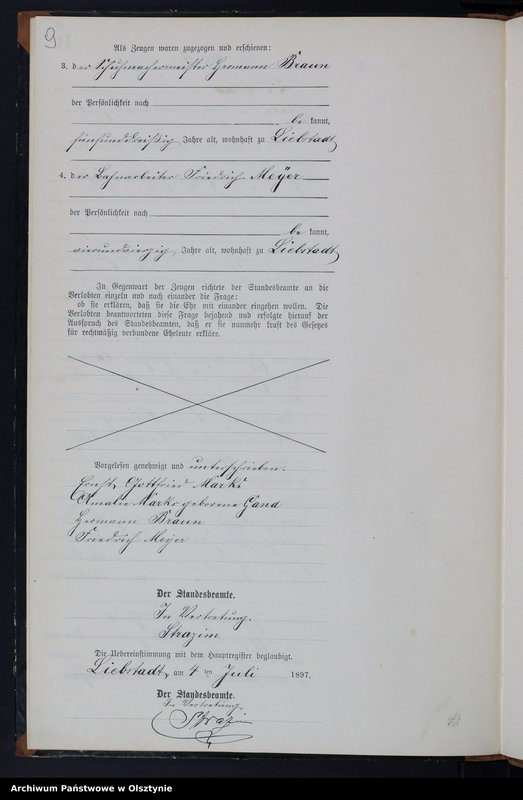 9
Als Zeugen waren zugezogen und erschienen:
3. der Schuhmachermeister Hermann Braun
der Persönlichkeit nach
be kannt,
fünfunddreißig Jahre alt, wohnhaft zu Liebstadt
4. der Bahnarbeiter Friedrich Meyer
der Persönlichkeit nach
be kannt,
vierundvierzig Jahre alt, wohnhaft zu Liebstadt
In Gegenwart der Zeugen richtete der Standesbeamte an die
Verlobten einzeln und nach einander die Frage:
ob sie erklären, daß sie die Ehe mit einander eingehen wollen. Die
Verlobten beantworteten diese Frage bejahend und erfolgte hierauf der
Ausspruch des Standesbeamten, daß er sie nunmehr kraft des Gesetzes
für rechtmäßig verbundene Eheleute erkläre.
Vorgelesen genehmigt und unterschrieben.
Ernst Gottfried Marks
Amalie Marks geborene Gand
Hermann Braun
Friedrich Meyer
Der Standesbeamte.
In Vertretung.
Strazim
Die Uebereinstimmung mit dem Hauptregister beglaubigt.
Liebstadt, am 4 ten Juli 1897.
Der Standesbeamte.
In Vertretung.
Strazim
Archiwum Państwowe w Olsztynie